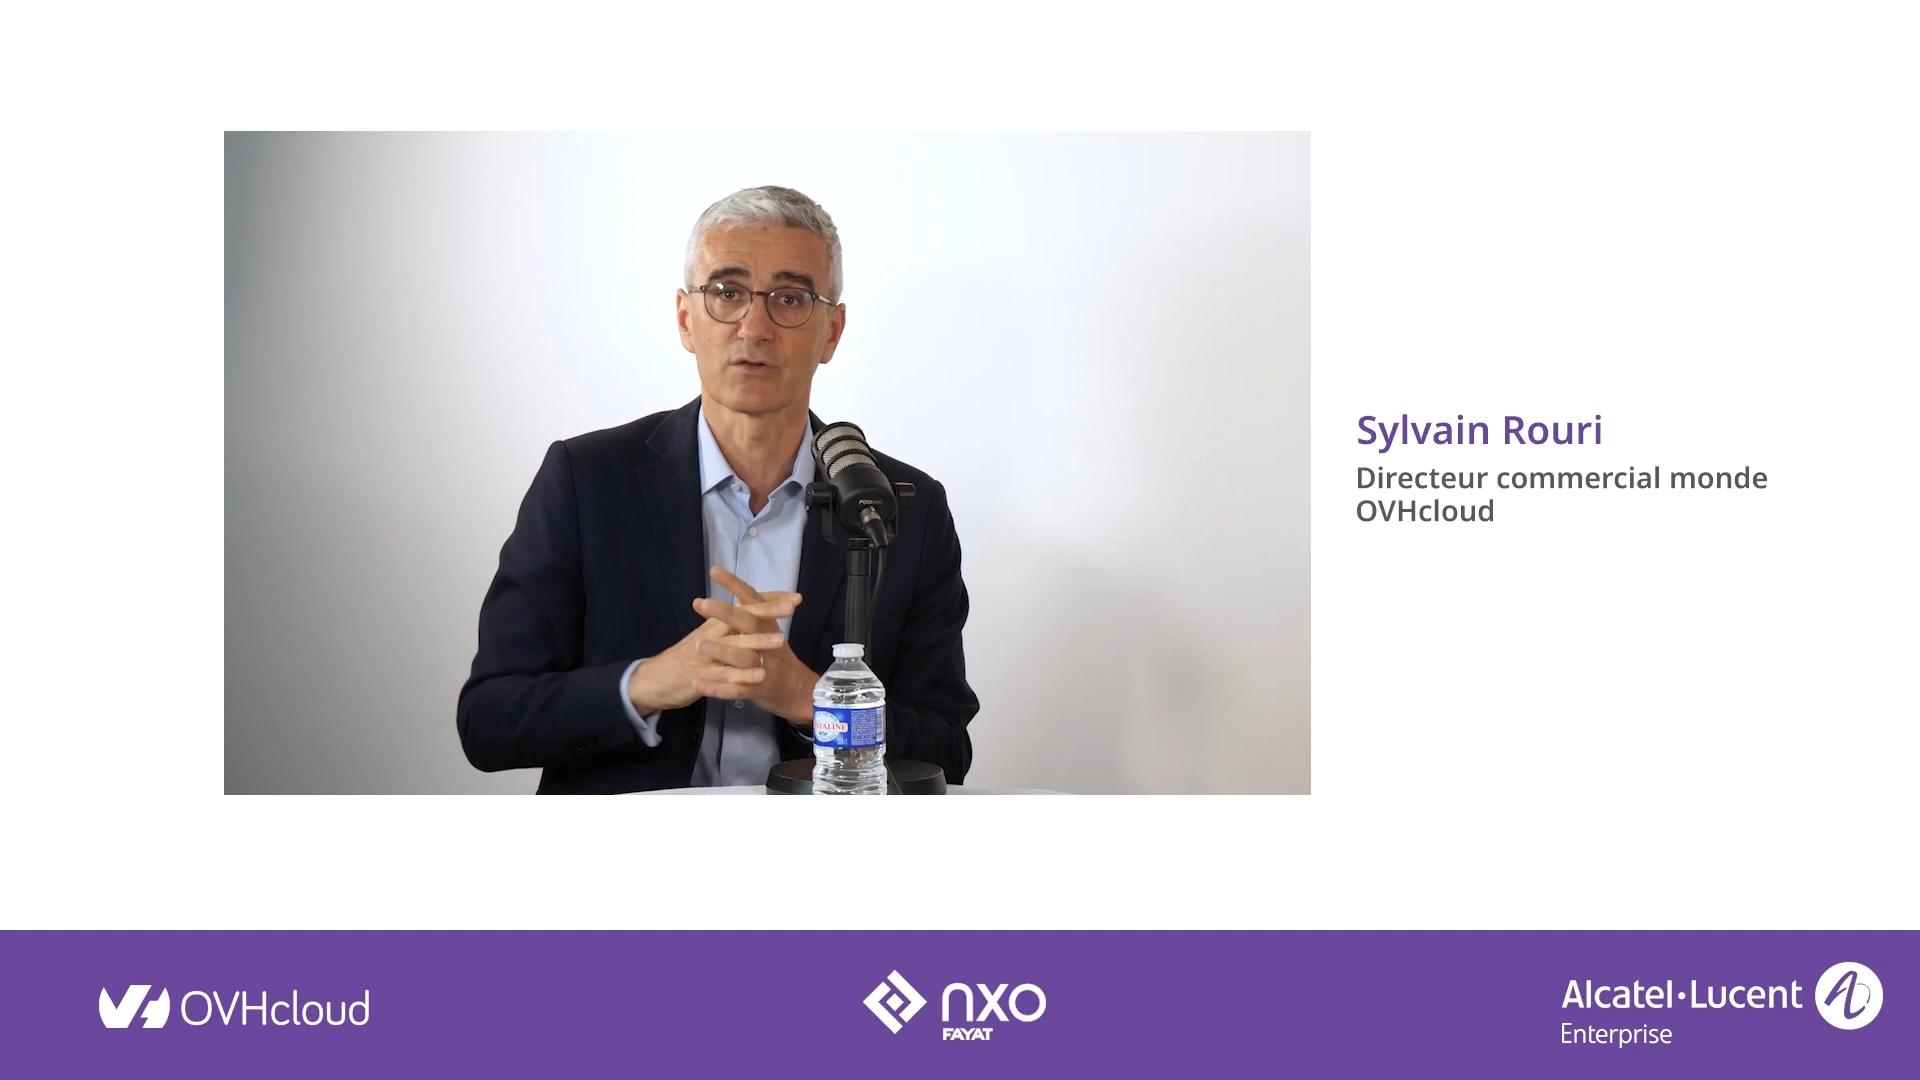 Sylvain Rouri
Directeur commercial monde
OVHcloud
OVHcloud
nxo
FAYAT
Alcatel·Lucent
Enterprise